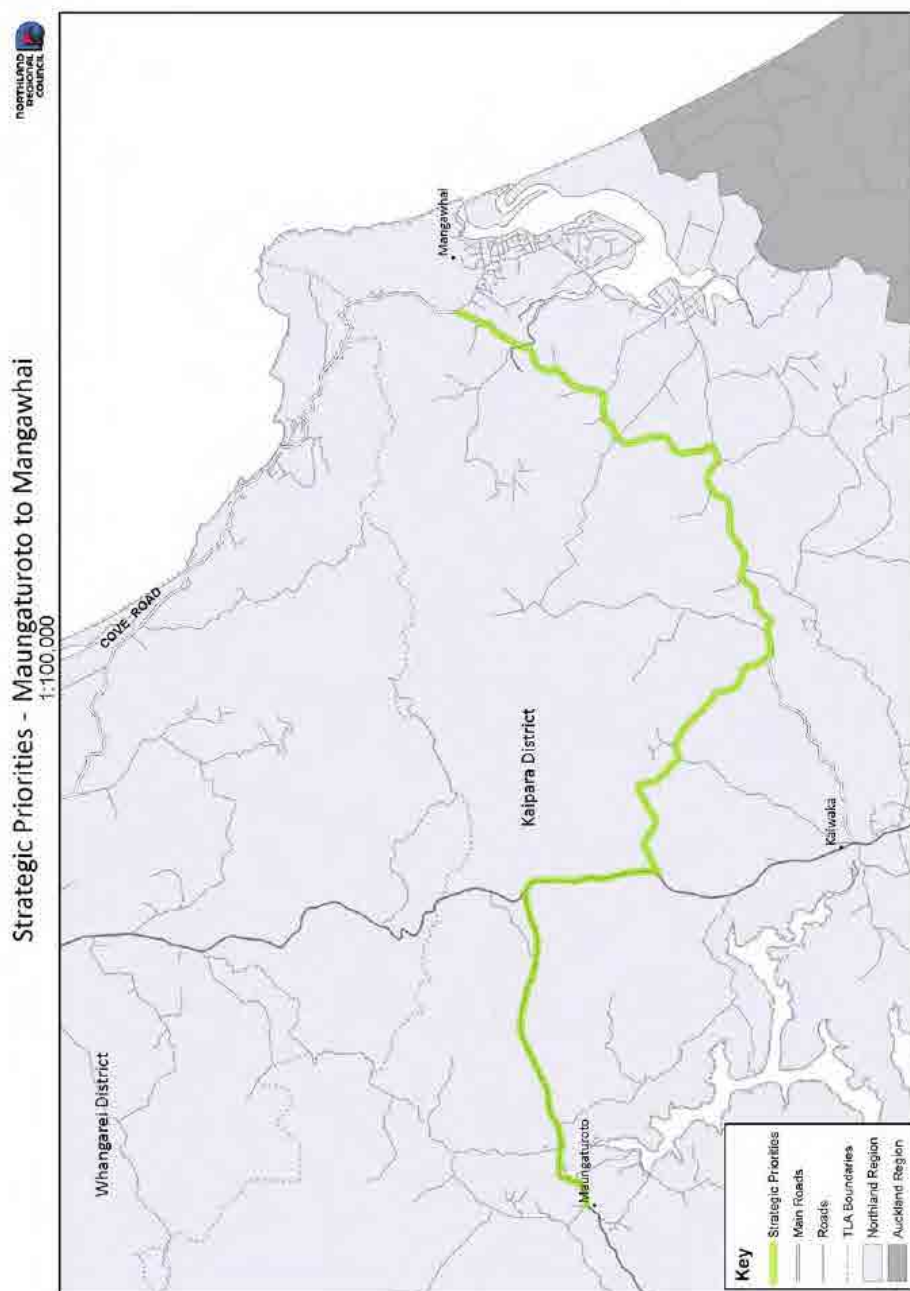 NORTHLAND
REGIONAL
COUNCIL
Strategic Priorities - Maungaturoto to Mangawhai
1:100,000
COVE ROAD
Mangawhai
Whangarei District
Kaipara District
Kaiwaka
Maungaturoto
Key
Strategic Priorities
Main Roads
Roads
TLA Boundaries
Northland Region
Auckland Region